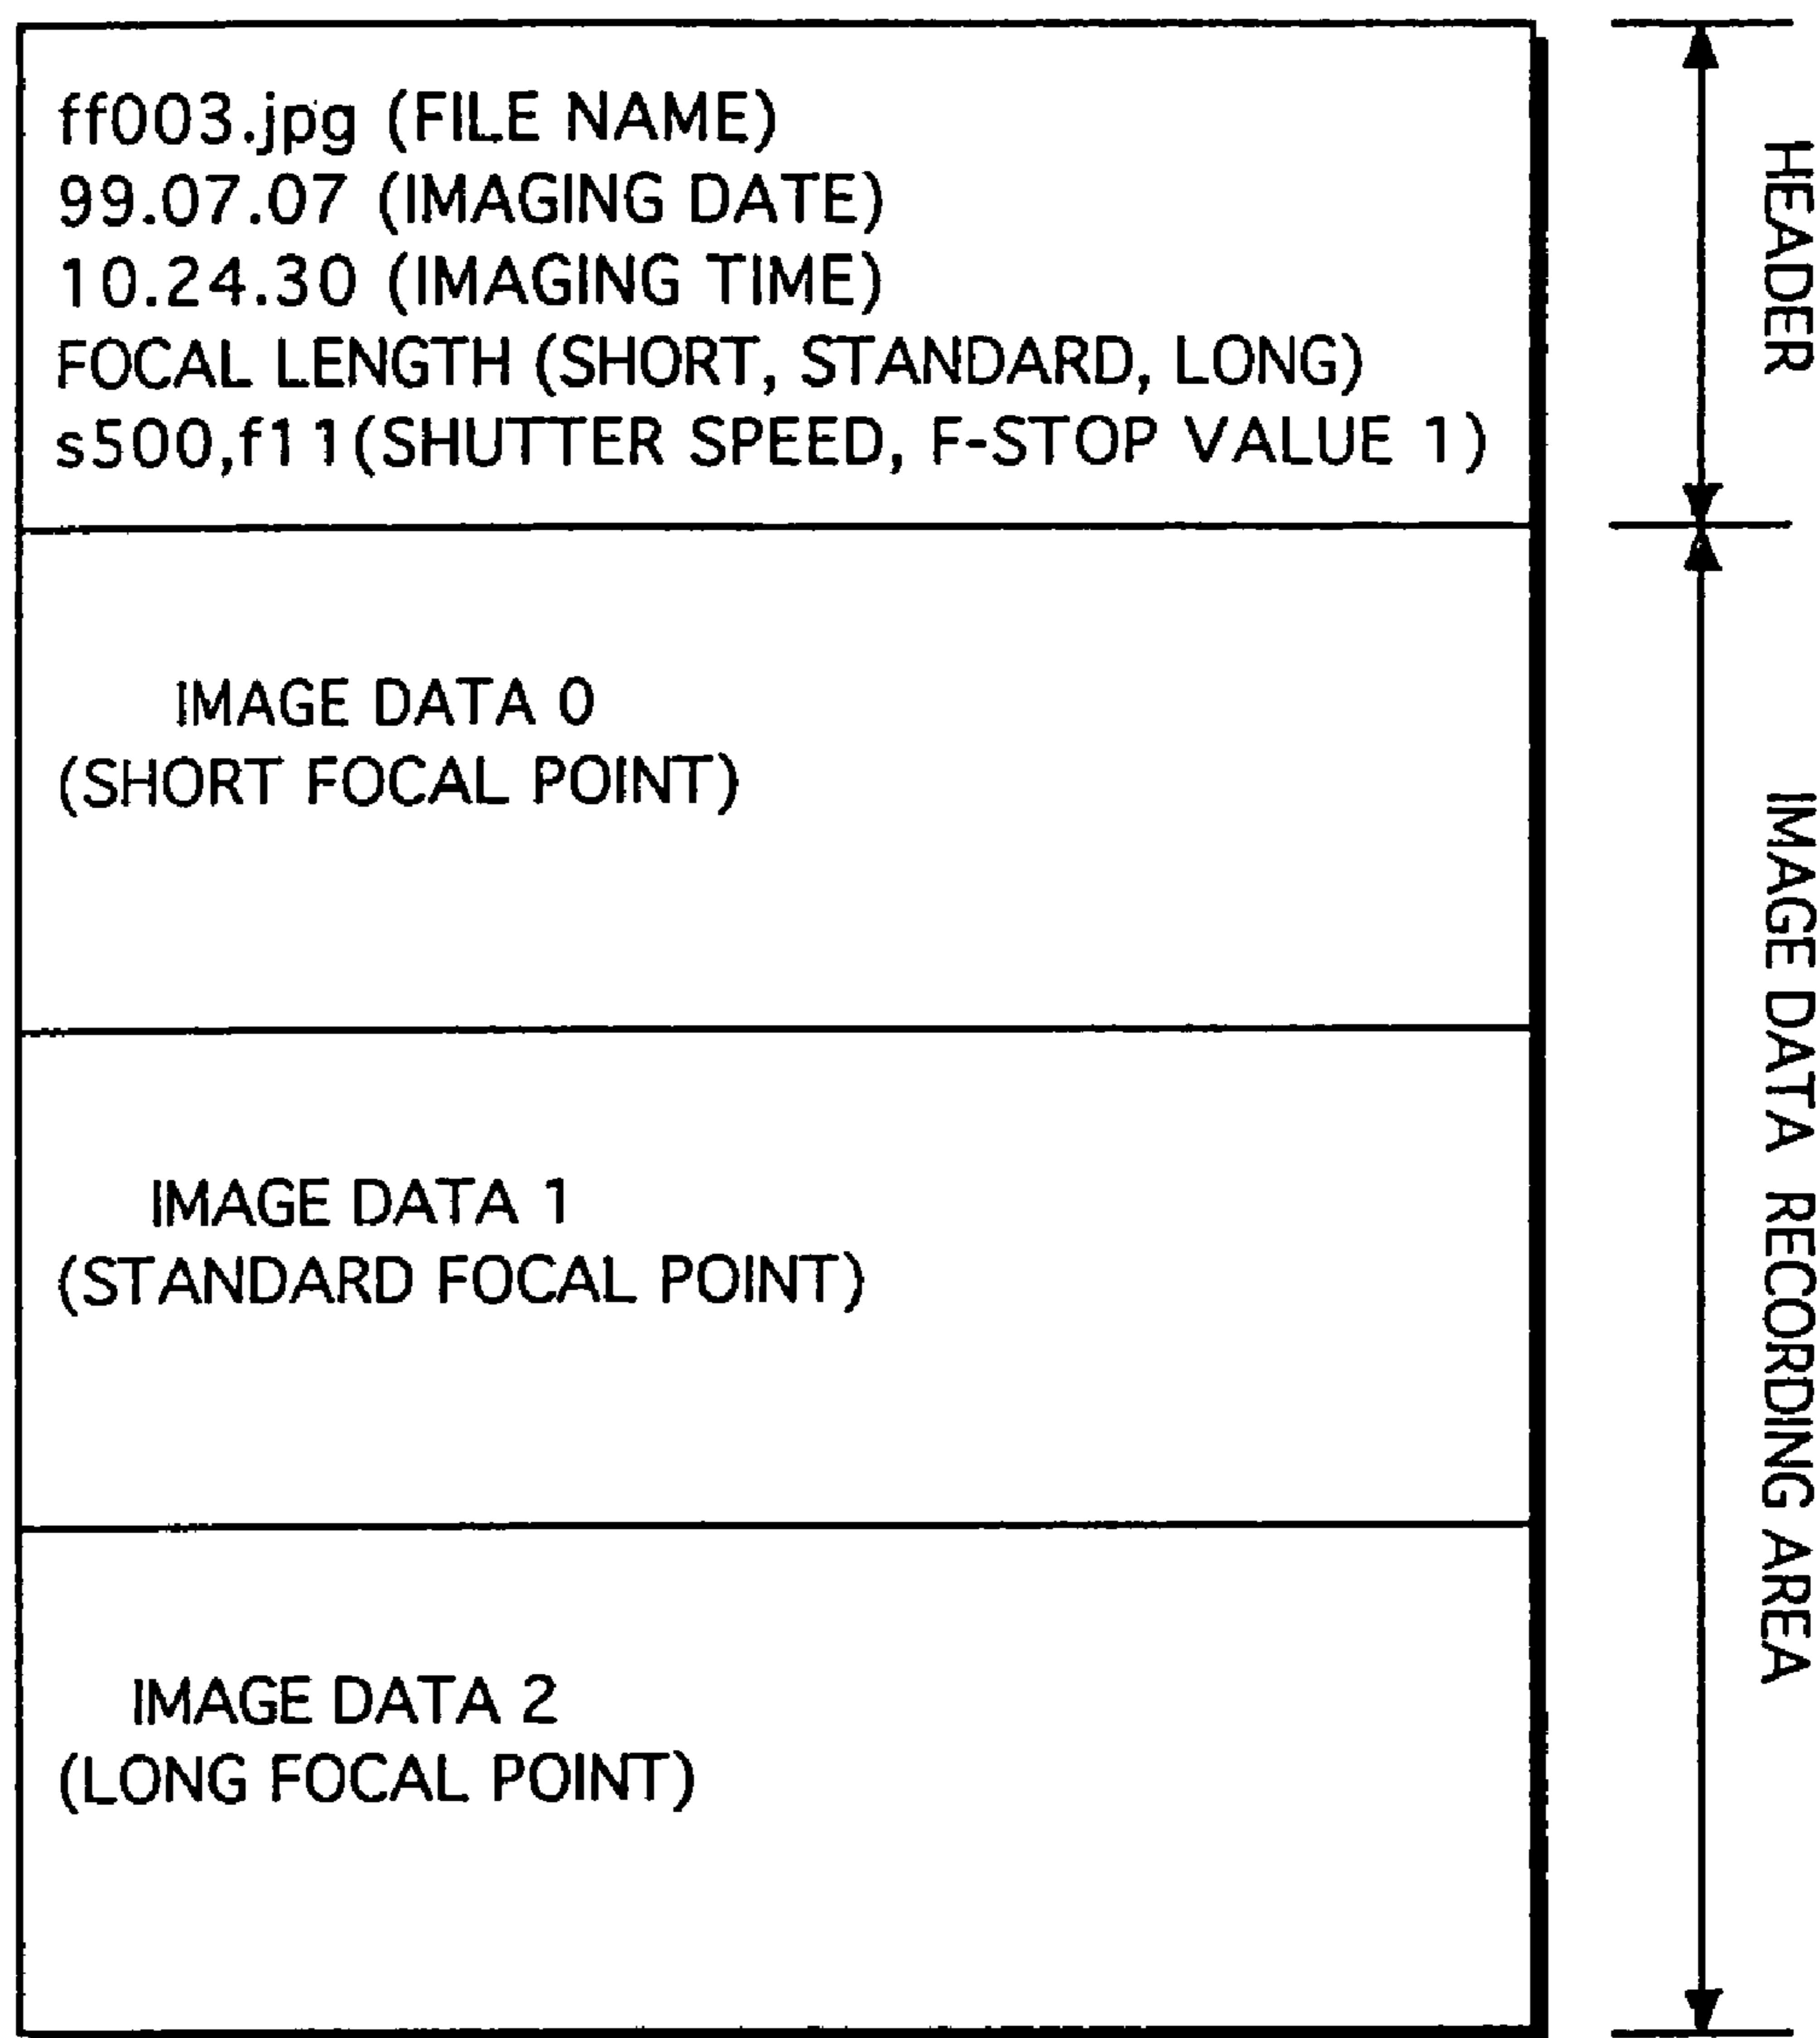 ff003.jpg (FILE NAME)
99.07.07 (IMAGING DATE)
10.24.30 (IMAGING TIME)
FOCAL LENGTH (SHORT, STANDARD, LONG)
s500,f11(SHUTTER SPEED, F-STOP VALUE 1)
HEADER
IMAGE DATA 0
(SHORT FOCAL POINT)
IMAGE DATA 1
(STANDARD FOCAL POINT)
IMAGE DATA 2
(LONG FOCAL POINT)
IMAGE DATA RECORDING AREA